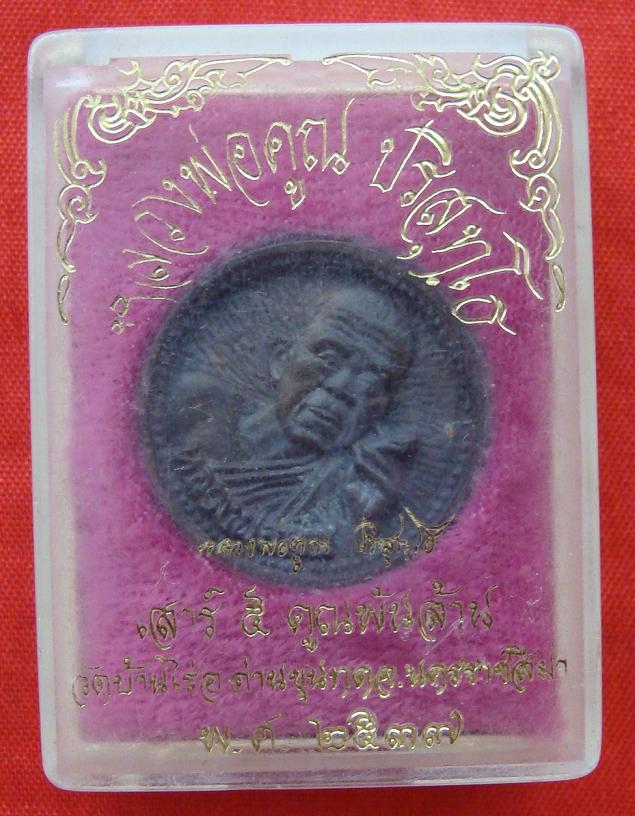 หลวงพ่อคูณ ปริสุทโธ
หลวงพ่อคูณ ปริสุทโธ
เสาร์ ๕ คูณพันล้าน
วัดบ้านไร่ อ.ด่านขุนทด จ.นครราชสีมา
พ.ศ. ๒๕๓๗